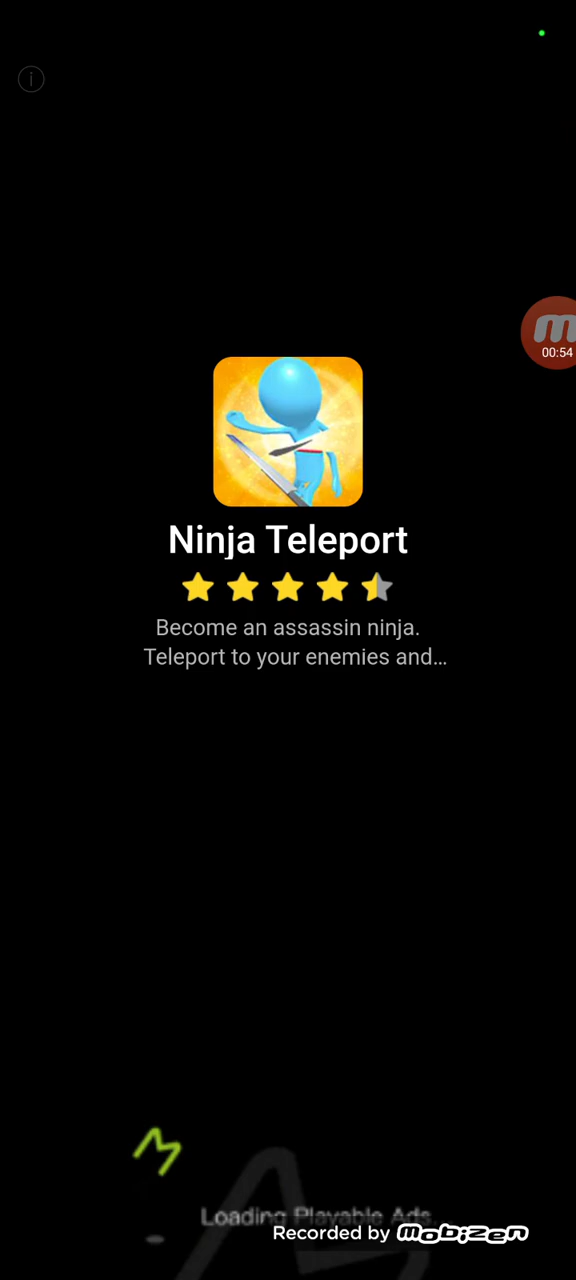 00:54
Ninja Teleport
Become an assassin ninja.
Teleport to your enemies and…
Loading Playable Ads
Recorded by mobizen